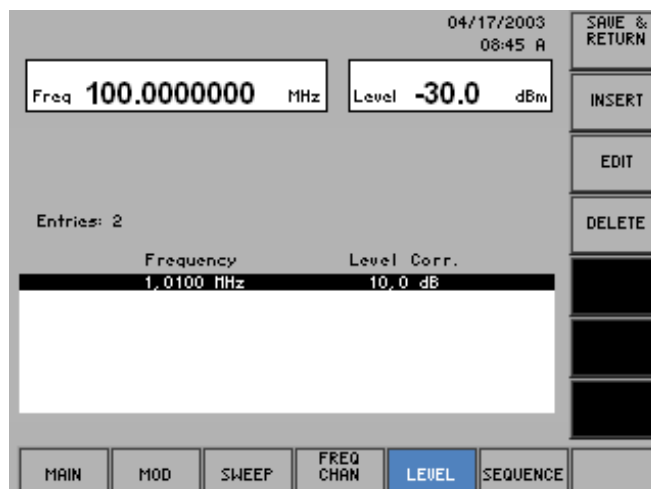 04/17/2003
08:45 A
Freq 100.0000000 MHz
Level -30.0 dBm
Entries: 2
Frequency Level Corr.
1,0100 MHz 10,0 dB
SAVE & RETURN
INSERT
EDIT
DELETE
MAIN
MOD
SWEEP
FREQ CHAN
LEVEL
SEQUENCE